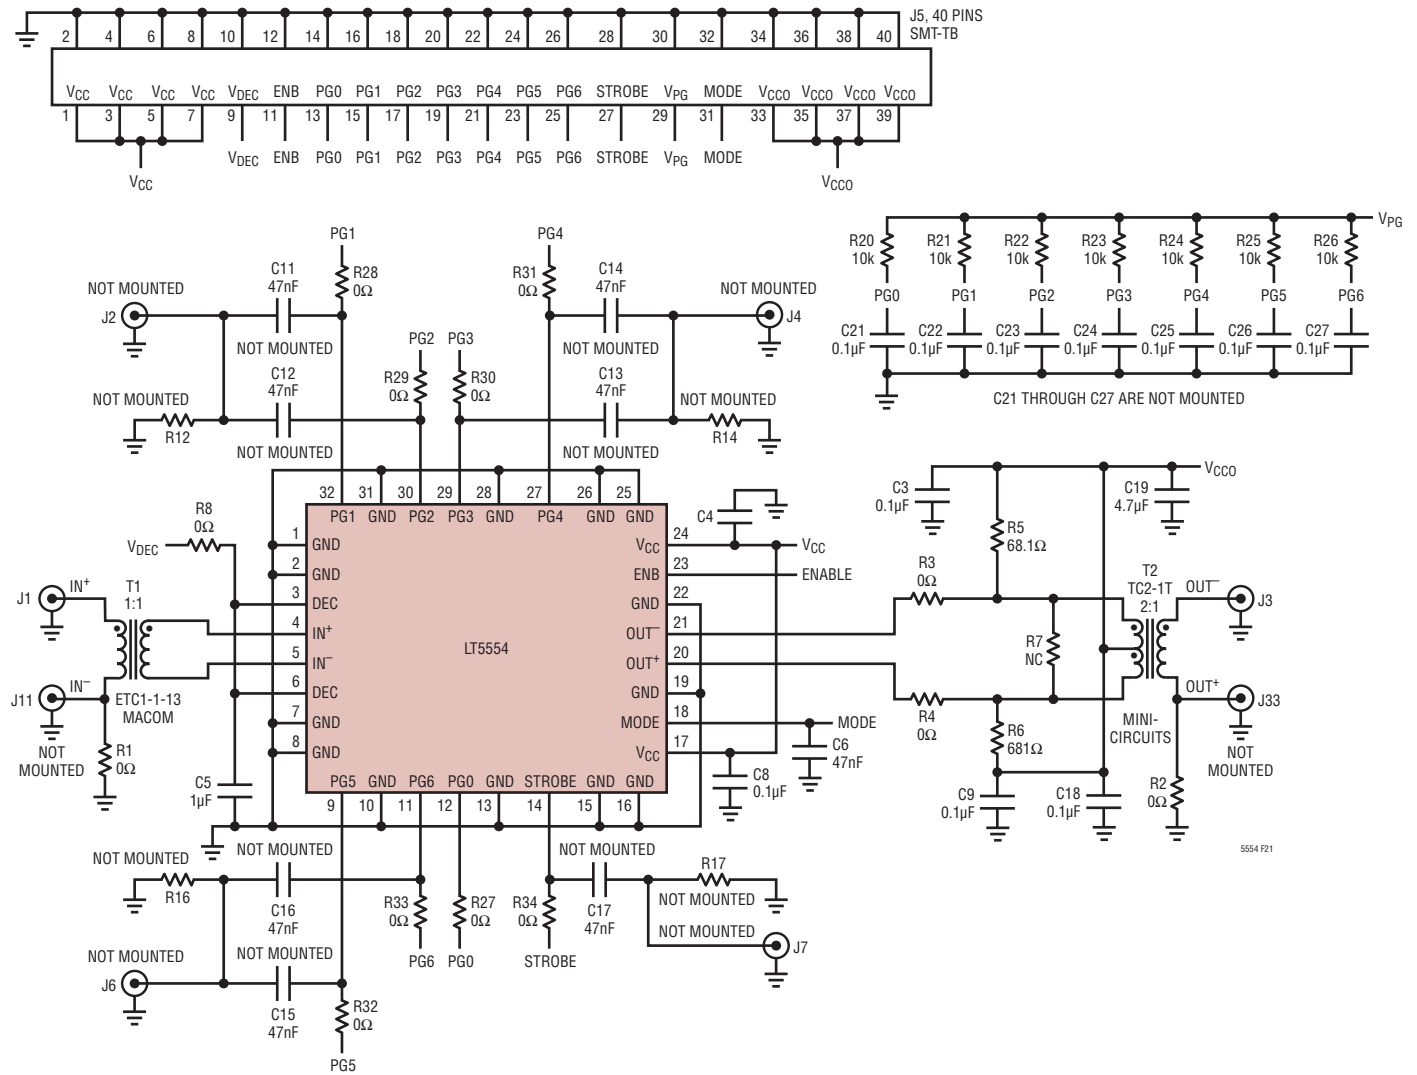 J5, 40 PINS
SMT-TB
2 4 6 8 10 12 14 16 18 20 22 24 26 28 30 32 34 36 38 40
VCC VCC VCC VCC VDEC ENB PG0 PG1 PG2 PG3 PG4 PG5 PG6 STROBE VPG MODE VCCO VCCO VCCO VCCO
1 3 5 7 9 11 13 15 17 19 21 23 25 27 29 31 33 35 37 39
VDEC ENB PG0 PG1 PG2 PG3 PG4 PG5 PG6 STROBE VPG MODE
VCC
VCCO
VPG
R20 R21 R22 R23 R24 R25 R26
10k 10k 10k 10k 10k 10k 10k
PG0 PG1 PG2 PG3 PG4 PG5 PG6
C21 C22 C23 C24 C25 C26 C27
0.1µF 0.1µF 0.1µF 0.1µF 0.1µF 0.1µF 0.1µF
C21 THROUGH C27 ARE NOT MOUNTED
PG1
R28
0Ω
C11
47nF
NOT MOUNTED
NOT MOUNTED
J2
C12
47nF
NOT MOUNTED
NOT MOUNTED
R12
PG2
R29
0Ω
PG3
R30
0Ω
PG4
R31
0Ω
C14
47nF
NOT MOUNTED
NOT MOUNTED
J4
C13
47nF
NOT MOUNTED
NOT MOUNTED
R14
32 31 30 29 28 27 26 25
PG1 GND PG2 PG3 GND PG4 GND GND
R8
0Ω
VDEC
J1
IN+
T1
1:1
J11
IN–
ETC1-1-13
MACOM
NOT
MOUNTED
R1
0Ω
C5
1µF
1 GND
2 GND
3 DEC
4 IN+
5 IN–
6 DEC
7 GND
8 GND
LT5554
24 VCC
23 ENB
22 GND
21 OUT–
20 OUT+
19 GND
18 MODE
17 VCC
C4
VCC
ENABLE
MODE
C6
47nF
C8
0.1µF
PG5 GND PG6 PG0 GND STROBE GND GND
9 10 11 12 13 14 15 16
VCCO
C3
0.1µF
R5
68.1Ω
C19
4.7µF
R3
0Ω
T2
TC2-1T
2:1
OUT–
J3
R7
NC
R4
0Ω
R6
681Ω
MINI-
CIRCUITS
OUT+
J33
NOT
MOUNTED
C9
0.1µF
C18
0.1µF
R2
0Ω
5554 F21
NOT MOUNTED
R16
NOT MOUNTED
C16
47nF
NOT MOUNTED
J6
NOT MOUNTED
C15
47nF
R32
0Ω
PG5
R33
0Ω
PG6
R27
0Ω
PG0
R34
0Ω
STROBE
NOT MOUNTED
C17
47nF
R17
NOT MOUNTED
NOT MOUNTED
J7